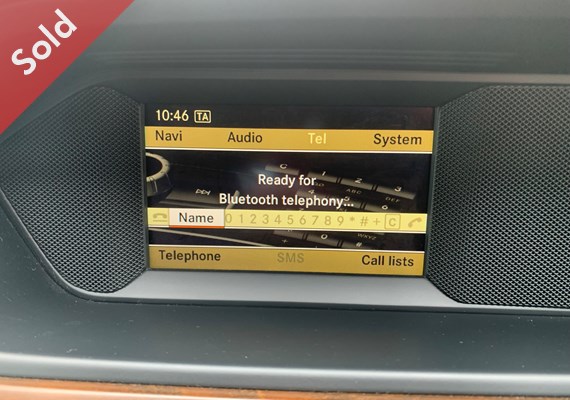 Sold
10:46 TA
Navi Audio Tel System
Ready for
Bluetooth telephony...
Name 0 1 2 3 4 5 6 7 8 9 * # + C
Telephone SMS Call lists